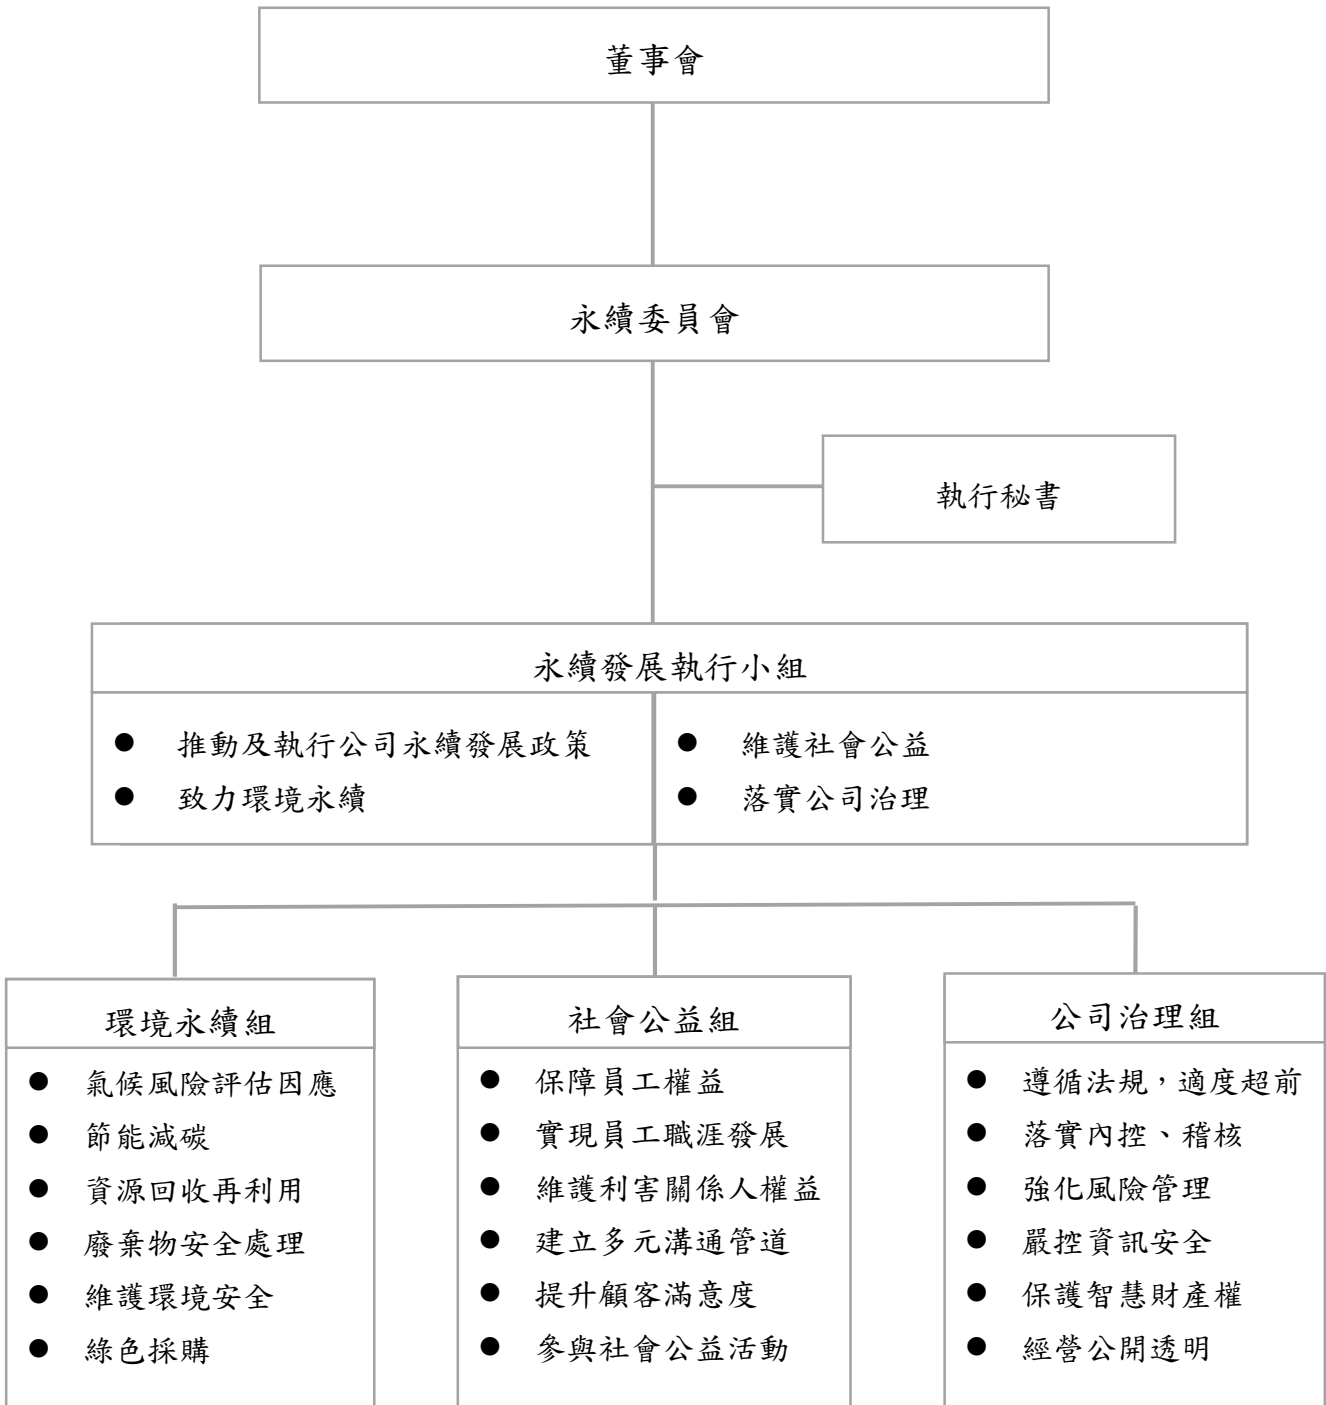 董事會
永續委員會
執行秘書
永續發展執行小組
● 推動及執行公司永續發展政策
● 致力環境永續
● 維護社會公益
● 落實公司治理
環境永續組
● 氣候風險評估因應
● 節能減碳
● 資源回收再利用
● 廢棄物安全處理
● 維護環境安全
● 綠色採購
社會公益組
● 保障員工權益
● 實現員工職涯發展
● 維護利害關係人權益
● 建立多元溝通管道
● 提升顧客滿意度
● 參與社會公益活動
公司治理組
● 遵循法規，適度超前
● 落實內控、稽核
● 強化風險管理
● 嚴控資訊安全
● 保護智慧財產權
● 經營公開透明